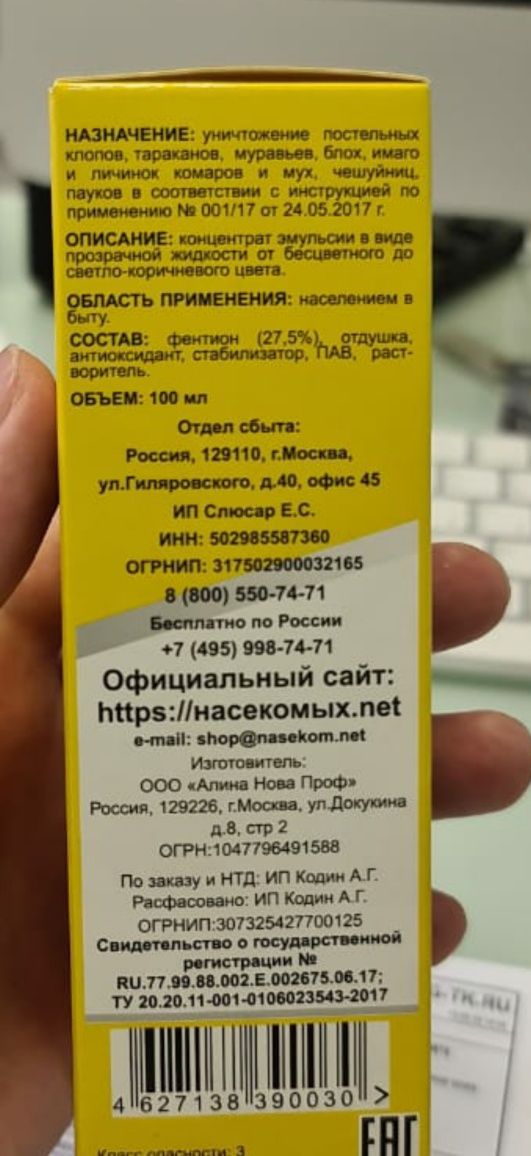 НАЗНАЧЕНИЕ: уничтожение постельных
клопов, тараканов, муравьев, блох, имаго
и личинок комаров и мух, чешуйниц,
пауков в соответствии с инструкцией по
применению № 001/17 от 24.05.2017 г.
ОПИСАНИЕ: концентрат эмульсии в виде
прозрачной жидкости от бесцветного до
светло-коричневого цвета.
ОБЛАСТЬ ПРИМЕНЕНИЯ: населением в
быту.
СОСТАВ: фентион (27,5%), отдушка,
антиоксидант, стабилизатор, ПАВ, раст-
воритель.
ОБЪЕМ: 100 мл
Отдел сбыта:
Россия, 129110, г.Москва,
ул.Гиляровского, д.40, офис 45
ИП Слюсар Е.С.
ИНН: 502985587360
ОГРНИП: 317502900032165
8 (800) 550-74-71
Бесплатно по России
+7 (495) 998-74-71
Официальный сайт:
https://насекомых.net
e-mail: shop@nasekom.net
Изготовитель:
ООО «Алина Нова Проф»
Россия, 129226, г.Москва, ул.Докукина
д.8, стр 2
ОГРН:1047796491588
По заказу и НТД: ИП Кодин А.Г.
Расфасовано: ИП Кодин А.Г.
ОГРНИП:307325427700125
Свидетельство о государственной
регистрации №
RU.77.99.88.002.Е.002675.06.17;
ТУ 20.20.11-001-0106023543-2017
4 627138 390030 >
EAC
Класс опасности: 3